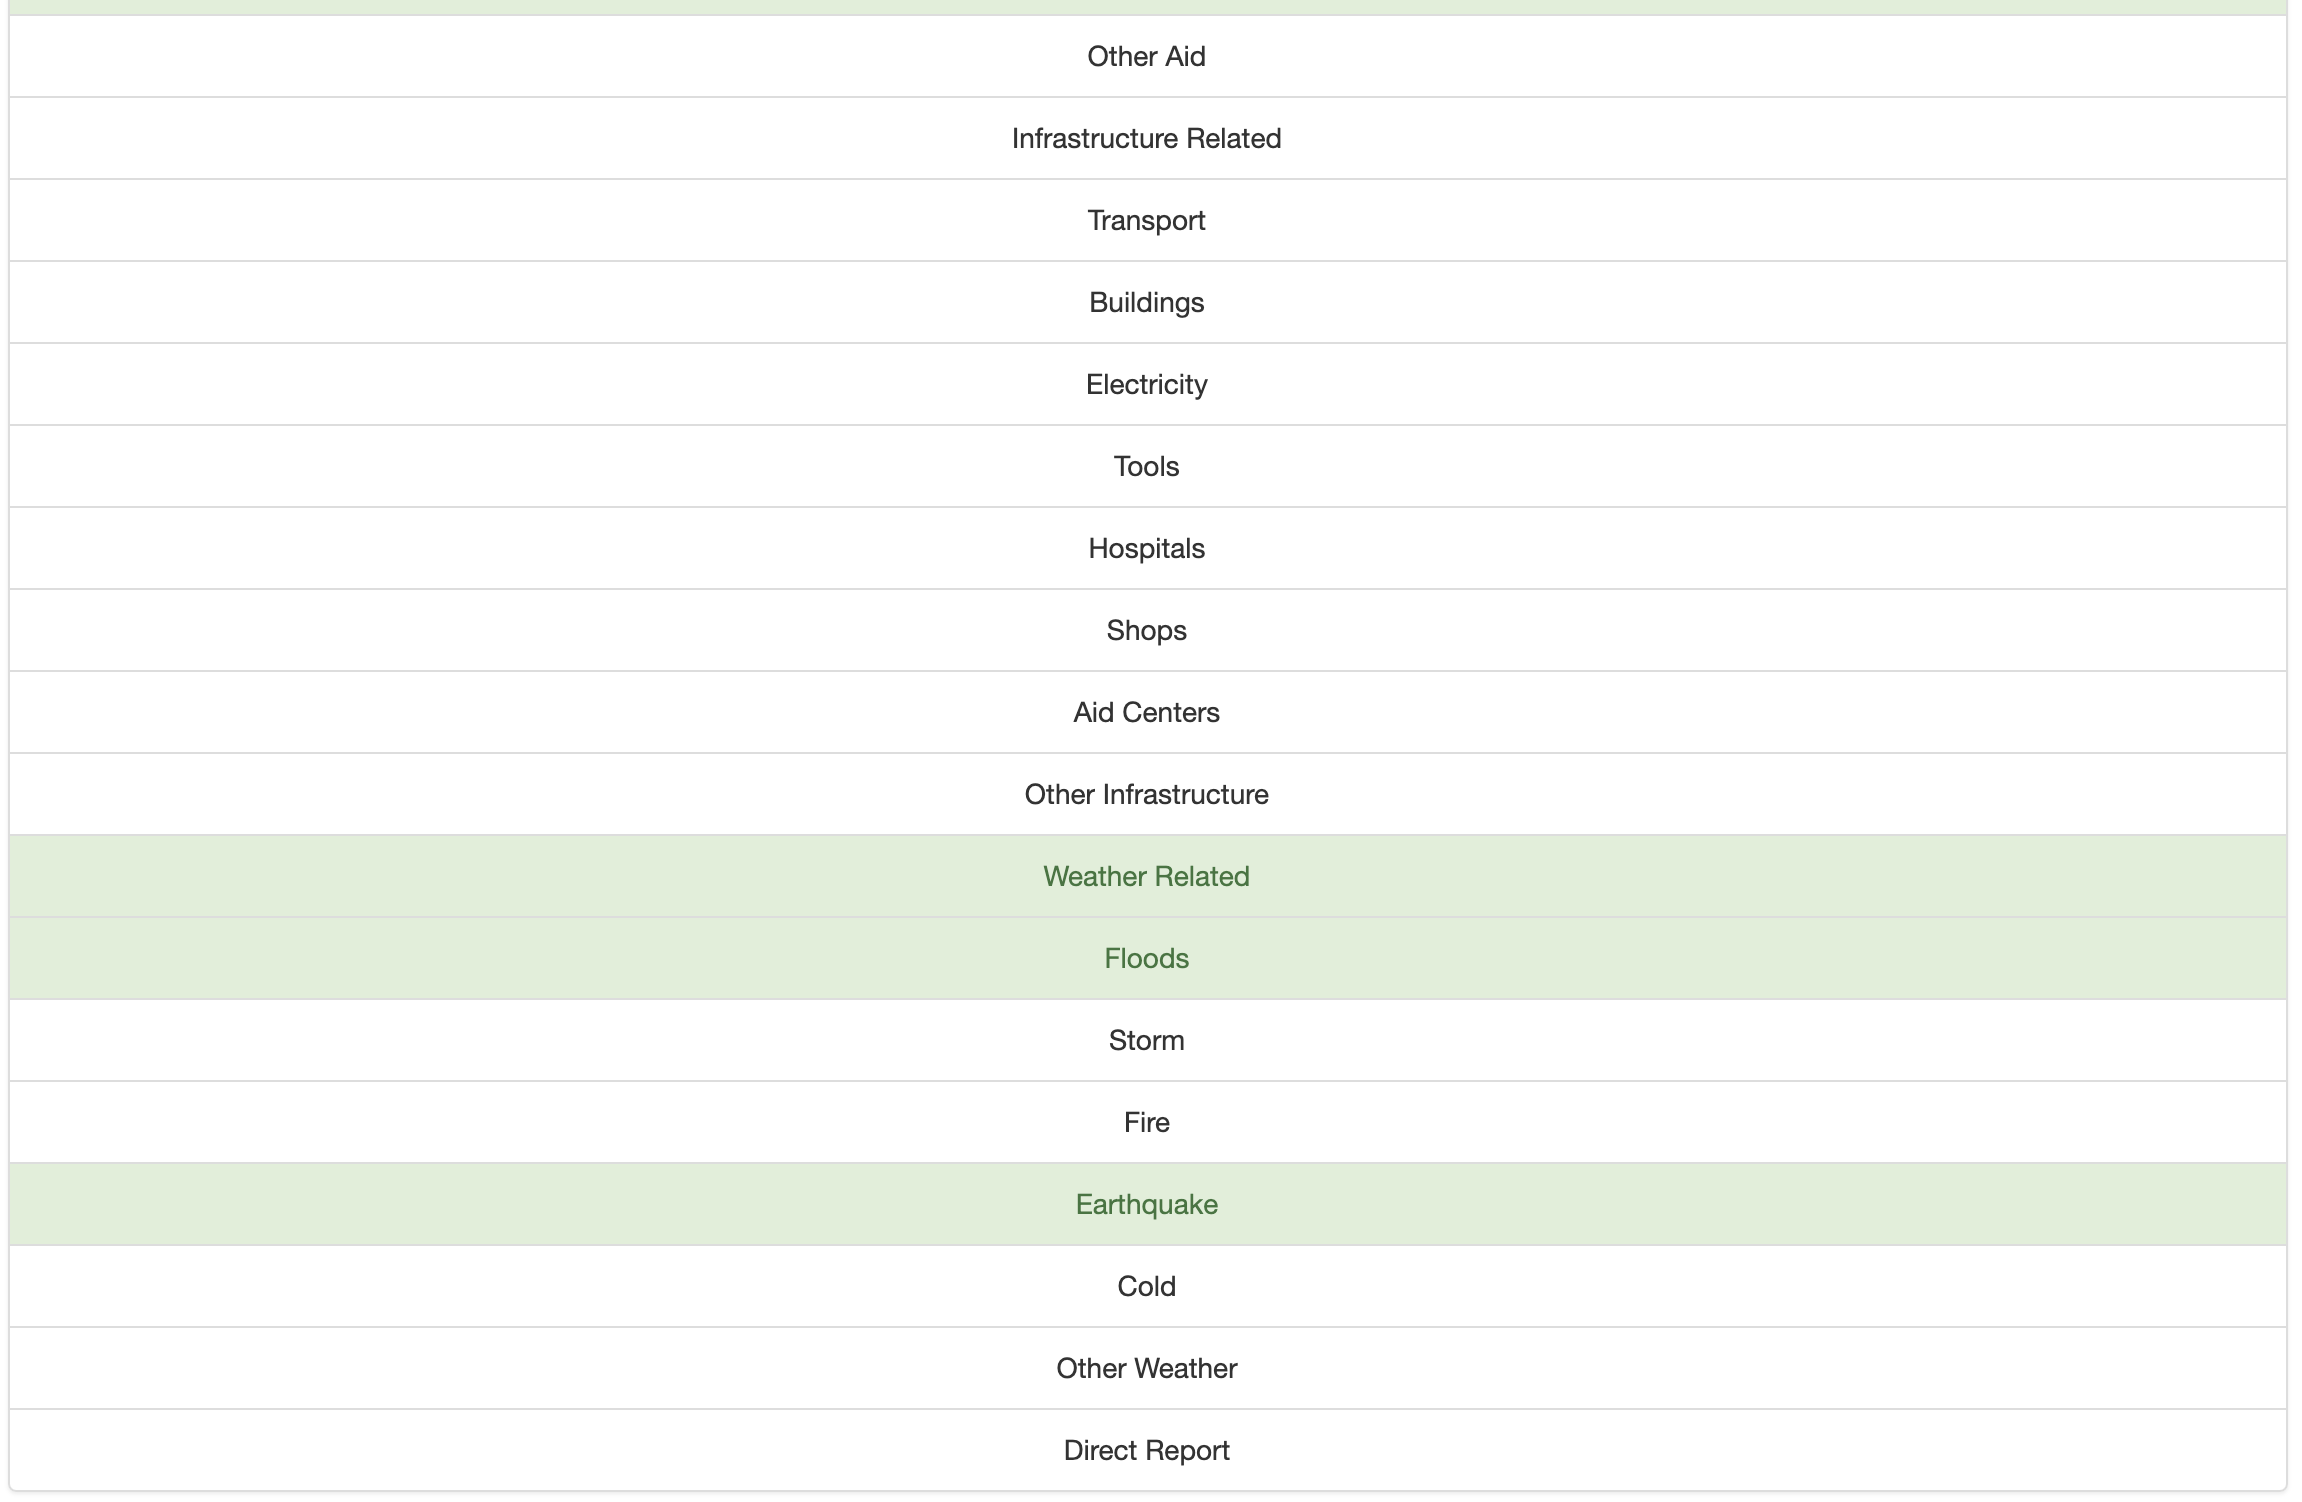 Other Aid
Infrastructure Related
Transport
Buildings
Electricity
Tools
Hospitals
Shops
Aid Centers
Other Infrastructure
Weather Related
Floods
Storm
Fire
Earthquake
Cold
Other Weather
Direct Report